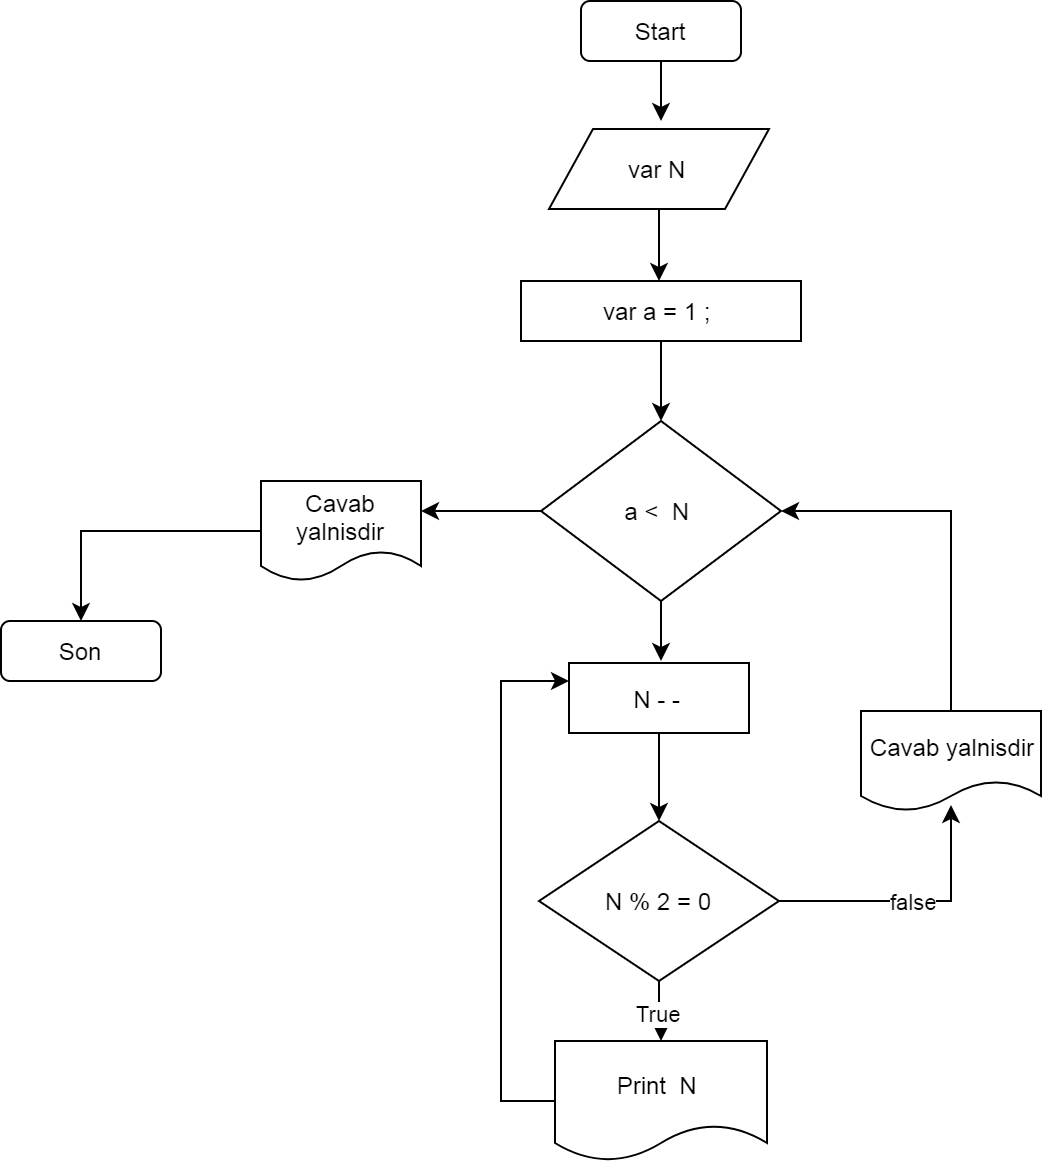 Start
var N
var a = 1 ;
a < N
Cavab
yalnisdir
Son
N - -
Cavab yalnisdir
N % 2 = 0
false
True
Print N